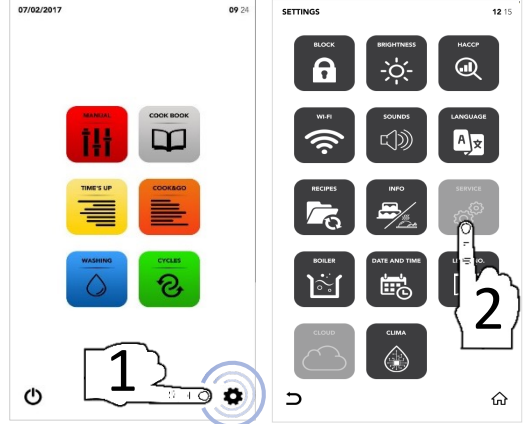 07/02/2017 09 24
MANUAL COOK BOOK
TIME'S UP COOK&GO
WASHING CYCLES
1
SETTINGS 12 15
BLOCK BRIGHTNESS HACCP
WI-FI SOUNDS LANGUAGE
A
RECIPES INFO SERVICE
BOILER DATE AND TIME
2
CLOUD CLIMA